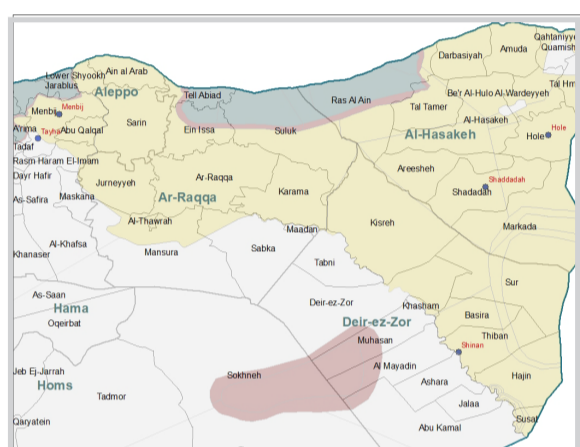 Qahtaniyy
Amuda
Quamish
Darbasiyah
Lower Shyookh
Ain al Arab
Jarablus
Aleppo
Tell Abiad
Ras Al Ain
Be'r Al-Hulo Al-Wardeyyeh
Tal Hm
Menbij
Menbij
Tal Tamer
Al-Hasakeh
Sarin
A'rima
Tayha
Abu Qalqal
Ein Issa
Suluk
Al-Hasakeh
Hole
Hole
Tadaf
Rasm Haram El-Imam
Dayr Hafir
Jurneyyeh
Ar-Raqqa
Areesheh
Shaddadah
As-Safira
Maskana
Ar-Raqqa
Karama
Shadadah
Al-Thawrah
Kisreh
Markada
Maadan
Al-Khafsa
Khanaser
Mansura
Sabka
Tabni
Sur
As-Saan
Hama
Oqeirbat
Deir-ez-Zor
Khasham
Basira
Deir-ez-Zor
Muhasan
Thiban
Shinan
Jeb Ej-Jarrah
Homs
Sokhneh
Al Mayadin
Hajin
Ashara
Tadmor
Jalaa
Qaryatein
Abu Kamal
Susat